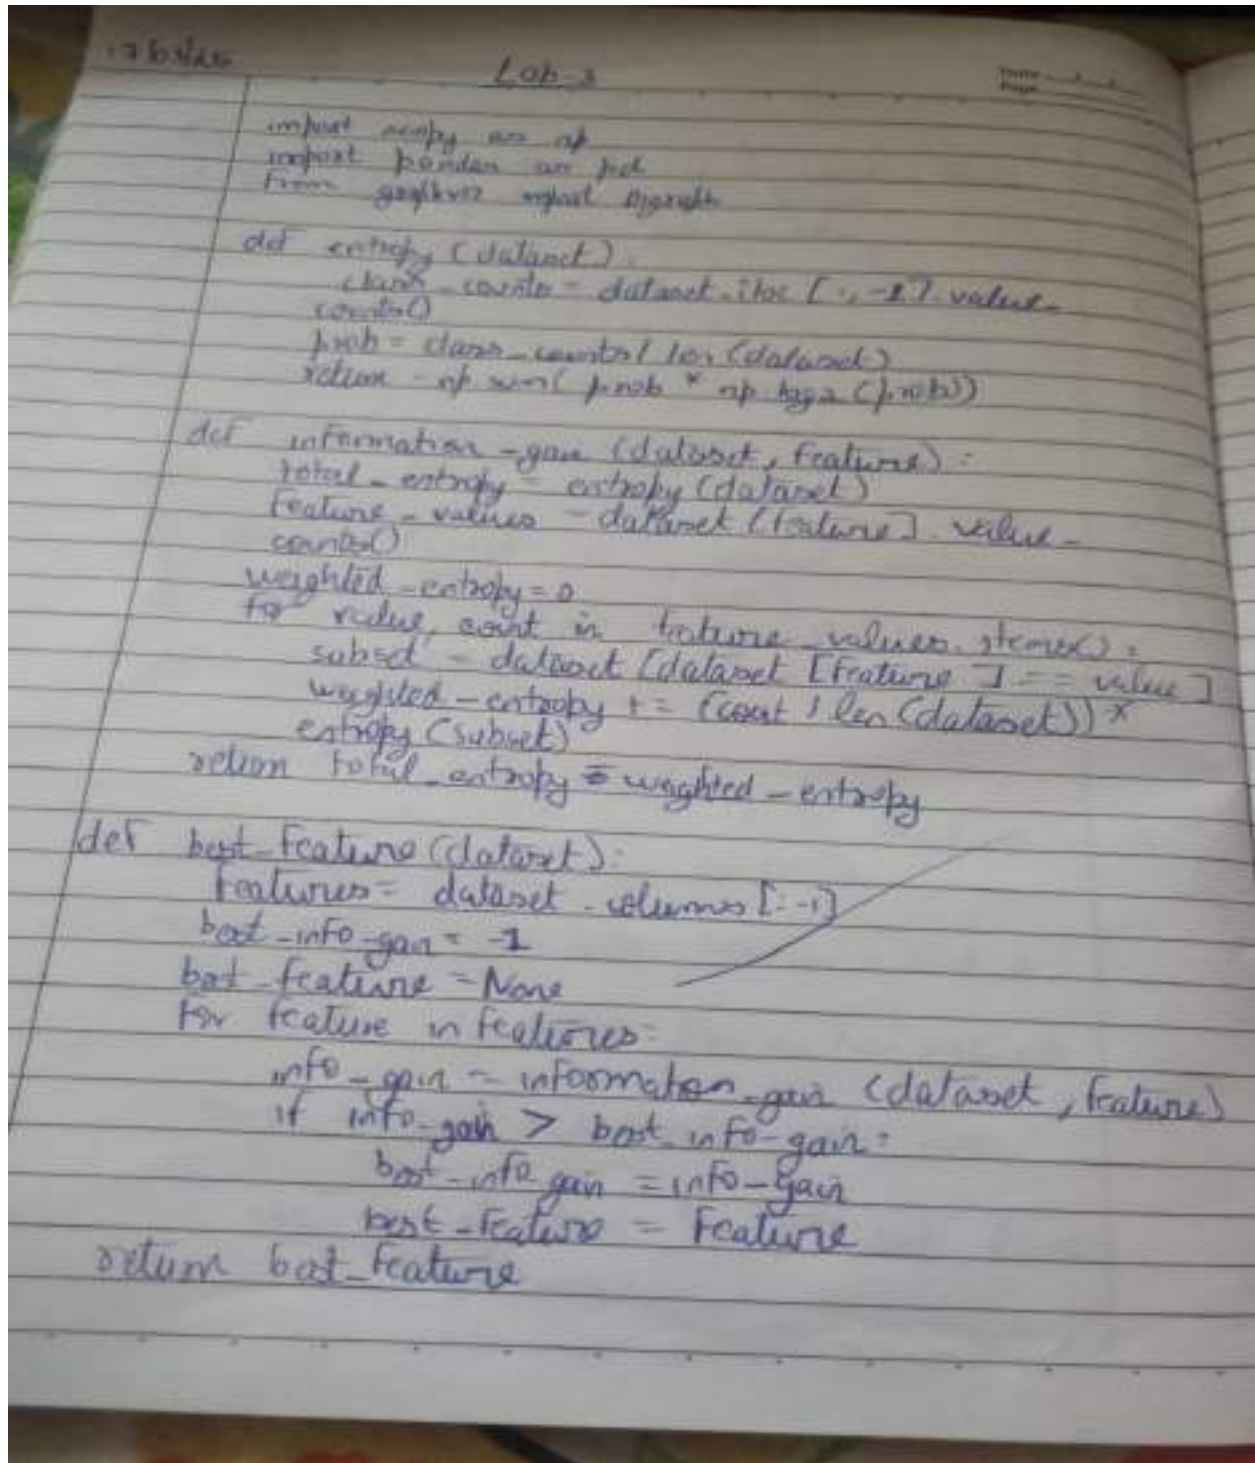 Lab-3
import numpy as np
import pandas as pd
from graphviz import Digraph
def entropy (dataset):
class_counts = dataset.iloc [:, -1].value_
counts()
prob = class_counts / len (dataset)
return -np.sum( prob * np.log2 (prob))
def information_gain (dataset, feature):
total_entropy = entropy (dataset)
feature_values = dataset [feature].value_
counts()
weighted_entropy = 0
for value, count in feature_values.items():
subset = dataset [dataset [feature] == value]
weighted_entropy += (count / len (dataset)) *
entropy (subset)
return total_entropy - weighted_entropy
def best_feature (dataset):
features = dataset.columns [:-1]
best_info_gain = -1
best_feature = None
for feature in features:
info_gain = information_gain (dataset, feature)
if info_gain > best_info_gain:
best_info_gain = info_gain
best_feature = feature
return best_feature